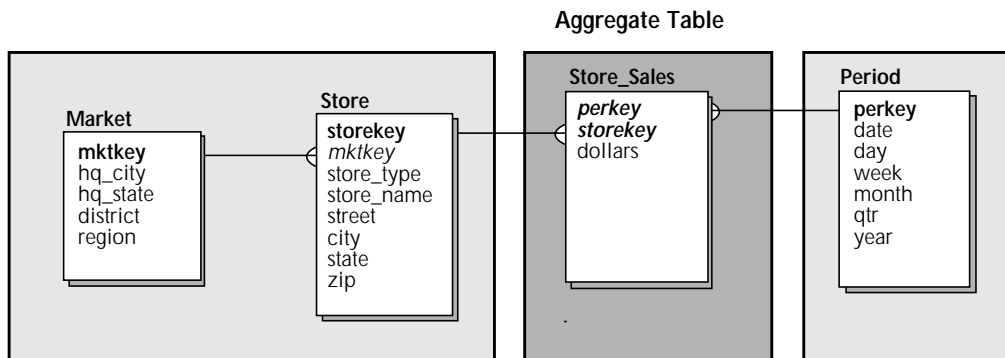 Aggregate Table
Market
mktkey
hq_city
hq_state
district
region
Store
storekey
mktkey
store_type
store_name
street
city
state
zip
Store_Sales
perkey
storekey
dollars
Period
perkey
date
day
week
month
qtr
year